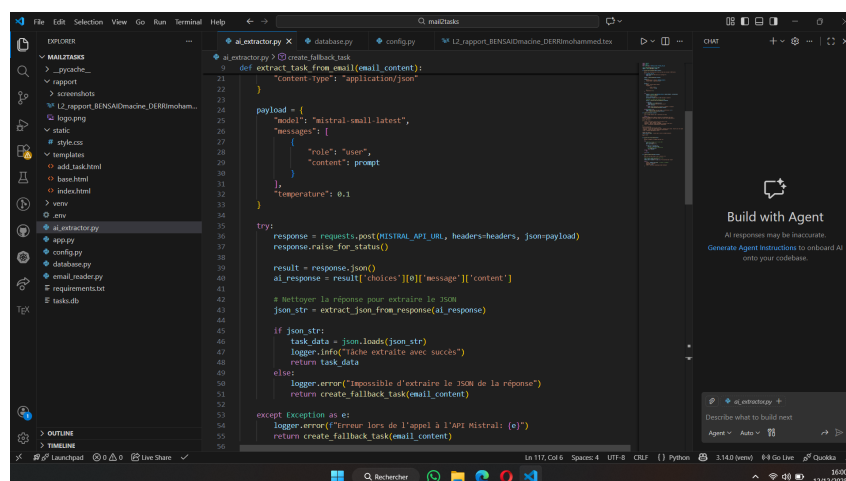 File Edit Selection View Go Run Terminal Help
mail2tasks
EXPLORER
MAIL2TASKS
__pycache__
rapport
screenshots
L2_rapport_BENSAIDmacine_DERRImoham...
logo.png
static
style.css
templates
add_task.html
base.html
index.html
venv
.env
ai_extractor.py
app.py
config.py
database.py
email_reader.py
requirements.txt
tasks.db
OUTLINE
TIMELINE
ai_extractor.py database.py config.py L2_rapport_BENSAIDmacine_DERRImohammed.tex
ai_extractor.py > create_fallback_task
9 def extract_task_from_email(email_content):
21 "Content-Type": "application/json"
22 }
23
24 payload = {
25 "model": "mistral-small-latest",
26 "messages": [
27 {
28 "role": "user",
29 "content": prompt
30 }
31 ],
32 "temperature": 0.1
33 }
34
35 try:
36 response = requests.post(MISTRAL_API_URL, headers=headers, json=payload)
37 response.raise_for_status()
38
39 result = response.json()
40 ai_response = result['choices'][0]['message']['content']
41
42 # Nettoyer la réponse pour extraire le JSON
43 json_str = extract_json_from_response(ai_response)
44
45 if json_str:
46 task_data = json.loads(json_str)
47 logger.info("Tâche extraite avec succès")
48 return task_data
49 else:
50 logger.error("Impossible d'extraire le JSON de la réponse")
51 return create_fallback_task(email_content)
52
53 except Exception as e:
54 logger.error(f"Erreur lors de l'appel à l'API Mistral: {e}")
55 return create_fallback_task(email_content)
56
CHAT
Build with Agent
AI responses may be inaccurate.
Generate Agent Instructions to onboard AI
onto your codebase.
ai_extractor.py
Describe what to build next
Agent Auto
Launchpad 0 0 Live Share Ln 117, Col 6 Spaces: 4 UTF-8 CRLF { } Python 3.14.0 (venv) Go Live Quokka
Rechercher
16:00